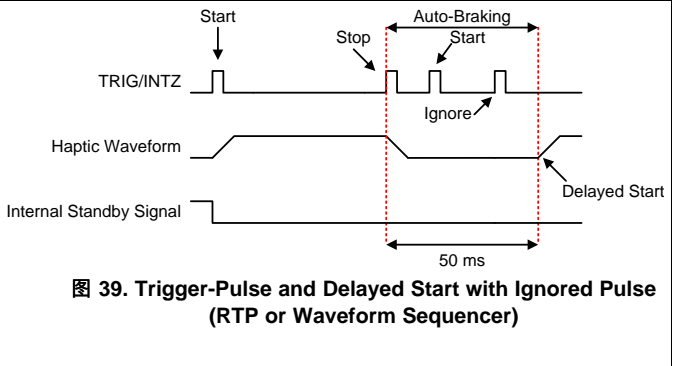 Start
Auto-Braking
Stop
Start
TRIG/INTZ
Ignore
Haptic Waveform
Delayed Start
Internal Standby Signal
50 ms
图 39. Trigger-Pulse and Delayed Start with Ignored Pulse
(RTP or Waveform Sequencer)